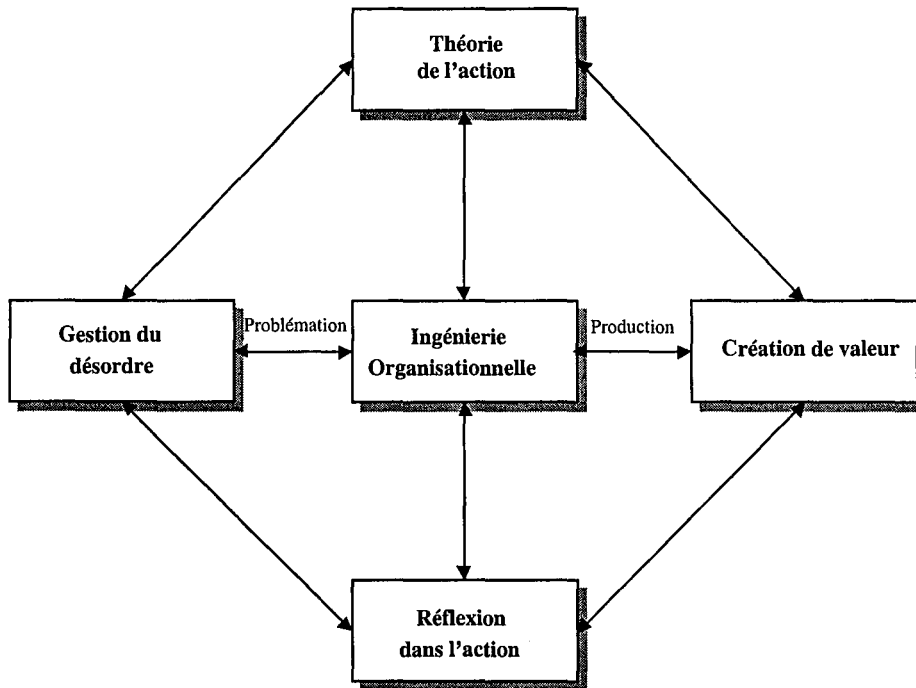 Théorie
de l'action
Gestion du
désordre
Problémation
Ingénierie
Organisationnelle
Production
Création de valeur
Réflexion
dans l'action